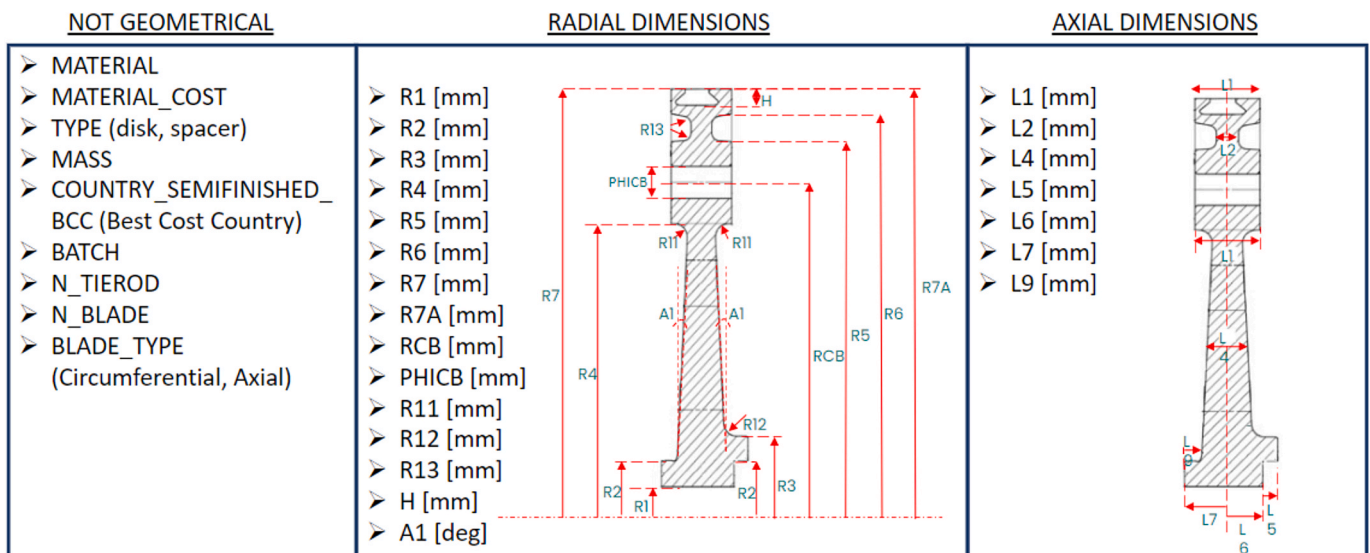 NOT GEOMETRICAL
➢ MATERIAL
➢ MATERIAL_COST
➢ TYPE (disk, spacer)
➢ MASS
➢ COUNTRY_SEMIFINISHED_
BCC (Best Cost Country)
➢ BATCH
➢ N_TIEROD
➢ N_BLADE
➢ BLADE_TYPE
(Circumferential, Axial)
RADIAL DIMENSIONS
➢ R1 [mm]
➢ R2 [mm]
➢ R3 [mm]
➢ R4 [mm]
➢ R5 [mm]
➢ R6 [mm]
➢ R7 [mm]
➢ R7A [mm]
➢ RCB [mm]
➢ PHICB [mm]
➢ R11 [mm]
➢ R12 [mm]
➢ R13 [mm]
➢ H [mm]
➢ A1 [deg]
H
R13
PHICB
R11
R11
R7
R7A
A1
A1
R6
R5
RCB
R4
R12
R2
R1
R2
R3
AXIAL DIMENSIONS
➢ L1 [mm]
➢ L2 [mm]
➢ L4 [mm]
➢ L5 [mm]
➢ L6 [mm]
➢ L7 [mm]
➢ L9 [mm]
L1
L2
L1
L
4
L
9
L7
L
6
L
5